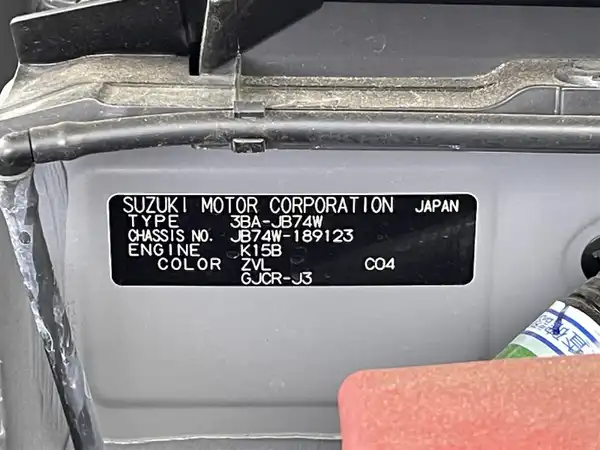 SUZUKI MOTOR CORPORATION JAPAN
TYPE 3BA-JB74W
CHASSIS NO. JB74W-189123
ENGINE K15B
COLOR ZVL C04
GJCR-J3